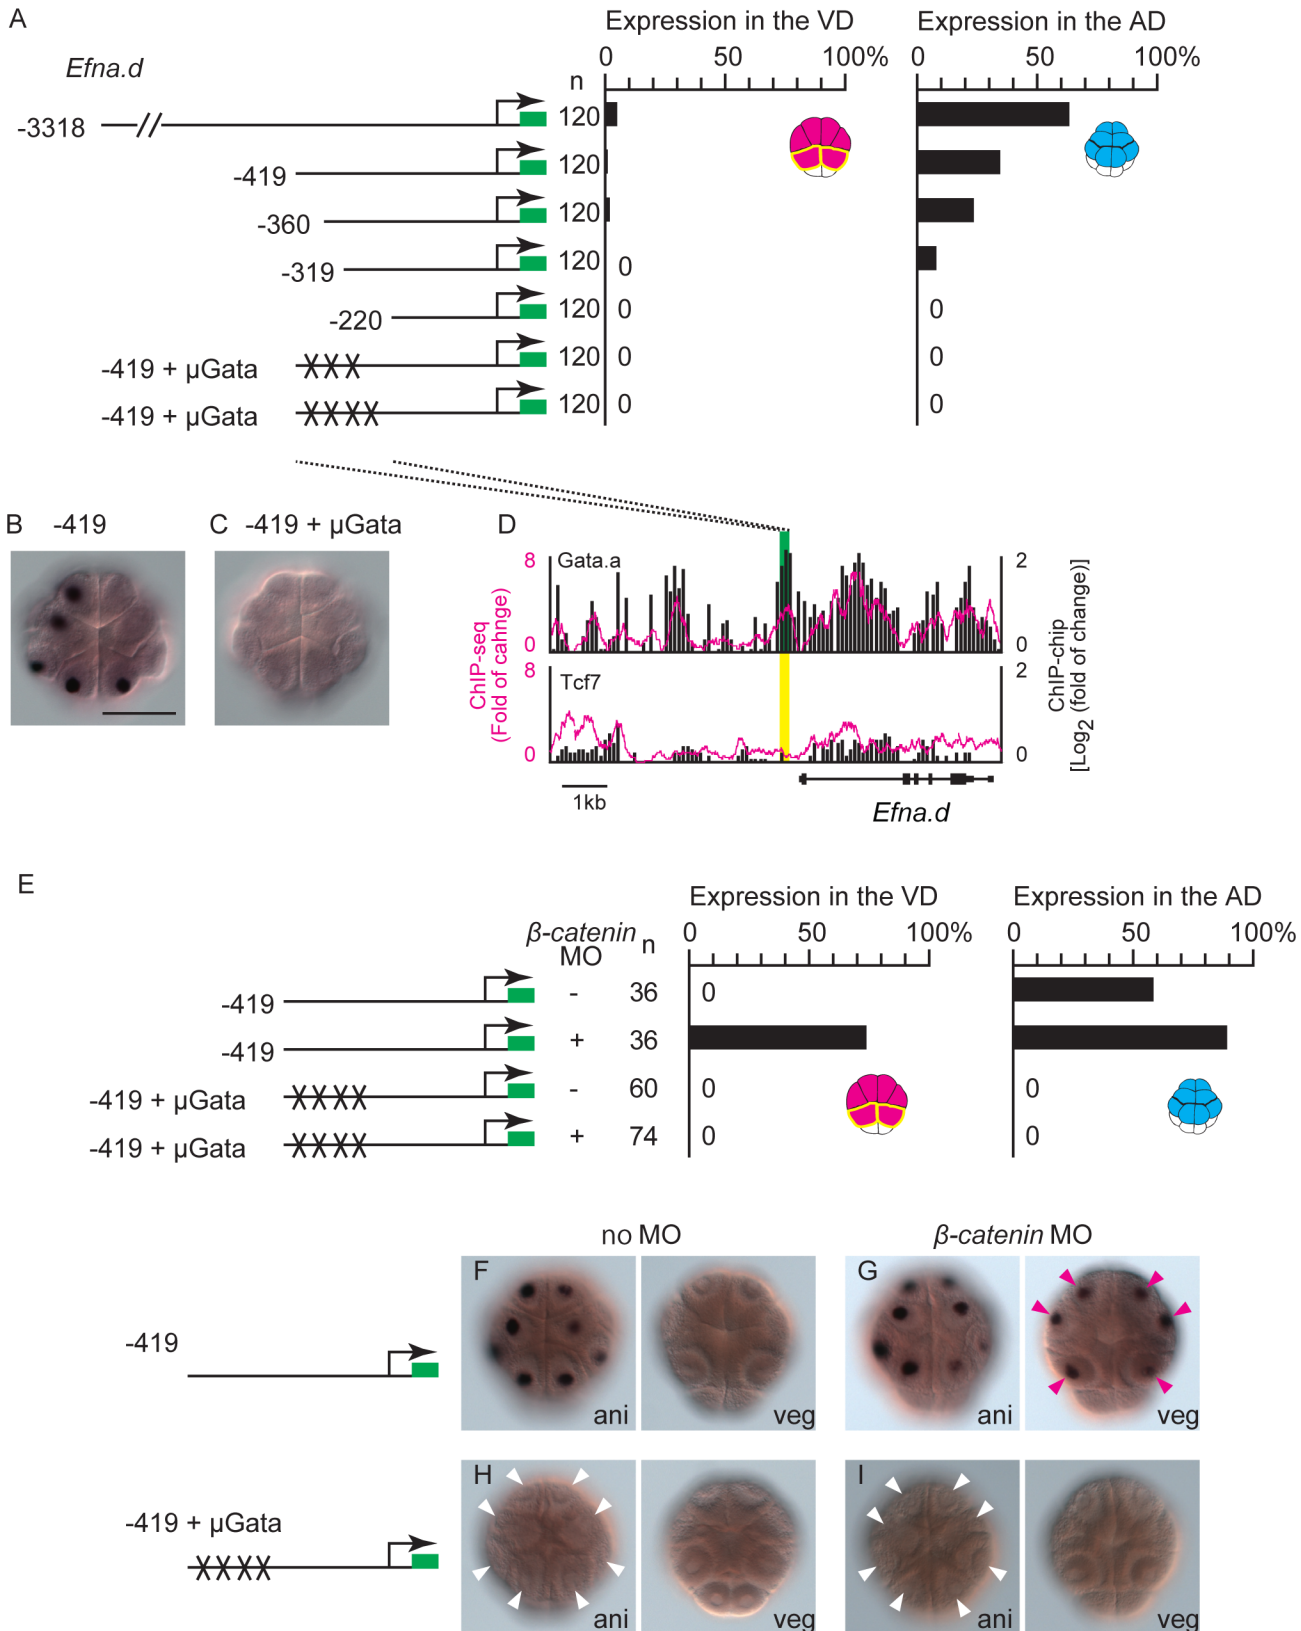 A
Expression in the VD
Expression in the AD
0 50 100%
0 50 100%
Efna.d
n
-3318
120
-419
120
-360
120
-319
120 0
-220
120 0 0
-419 + µGata
120 0 0
-419 + µGata
120 0 0
B -419
C -419 + µGata
D
Gata.a
8
0
2
0
Tcf7
8
0
2
0
ChIP-seq
(Fold of cahnge)
ChIP-chip
[Log2 (fold of change)]
1kb
Efna.d
E
Expression in the VD
Expression in the AD
0 50 100%
0 50 100%
β-catenin
MO
n
-419 - 36 0
-419 + 36
-419 + µGata - 60 0 0
-419 + µGata + 74 0 0
no MO
β-catenin MO
-419
F
ani
veg
G
ani
veg
-419 + µGata
H
ani
veg
I
ani
veg